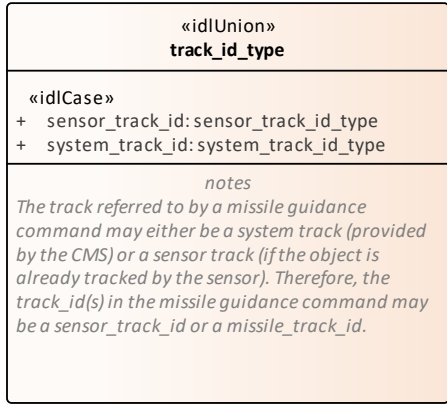 «idlUnion»
track_id_type
«idlCase»
+ sensor_track_id: sensor_track_id_type
+ system_track_id: system_track_id_type
notes
The track referred to by a missile guidance
command may either be a system track (provided
by the CMS) or a sensor track (if the object is
already tracked by the sensor). Therefore, the
track_id(s) in the missile guidance command may
be a sensor_track_id or a missile_track_id.